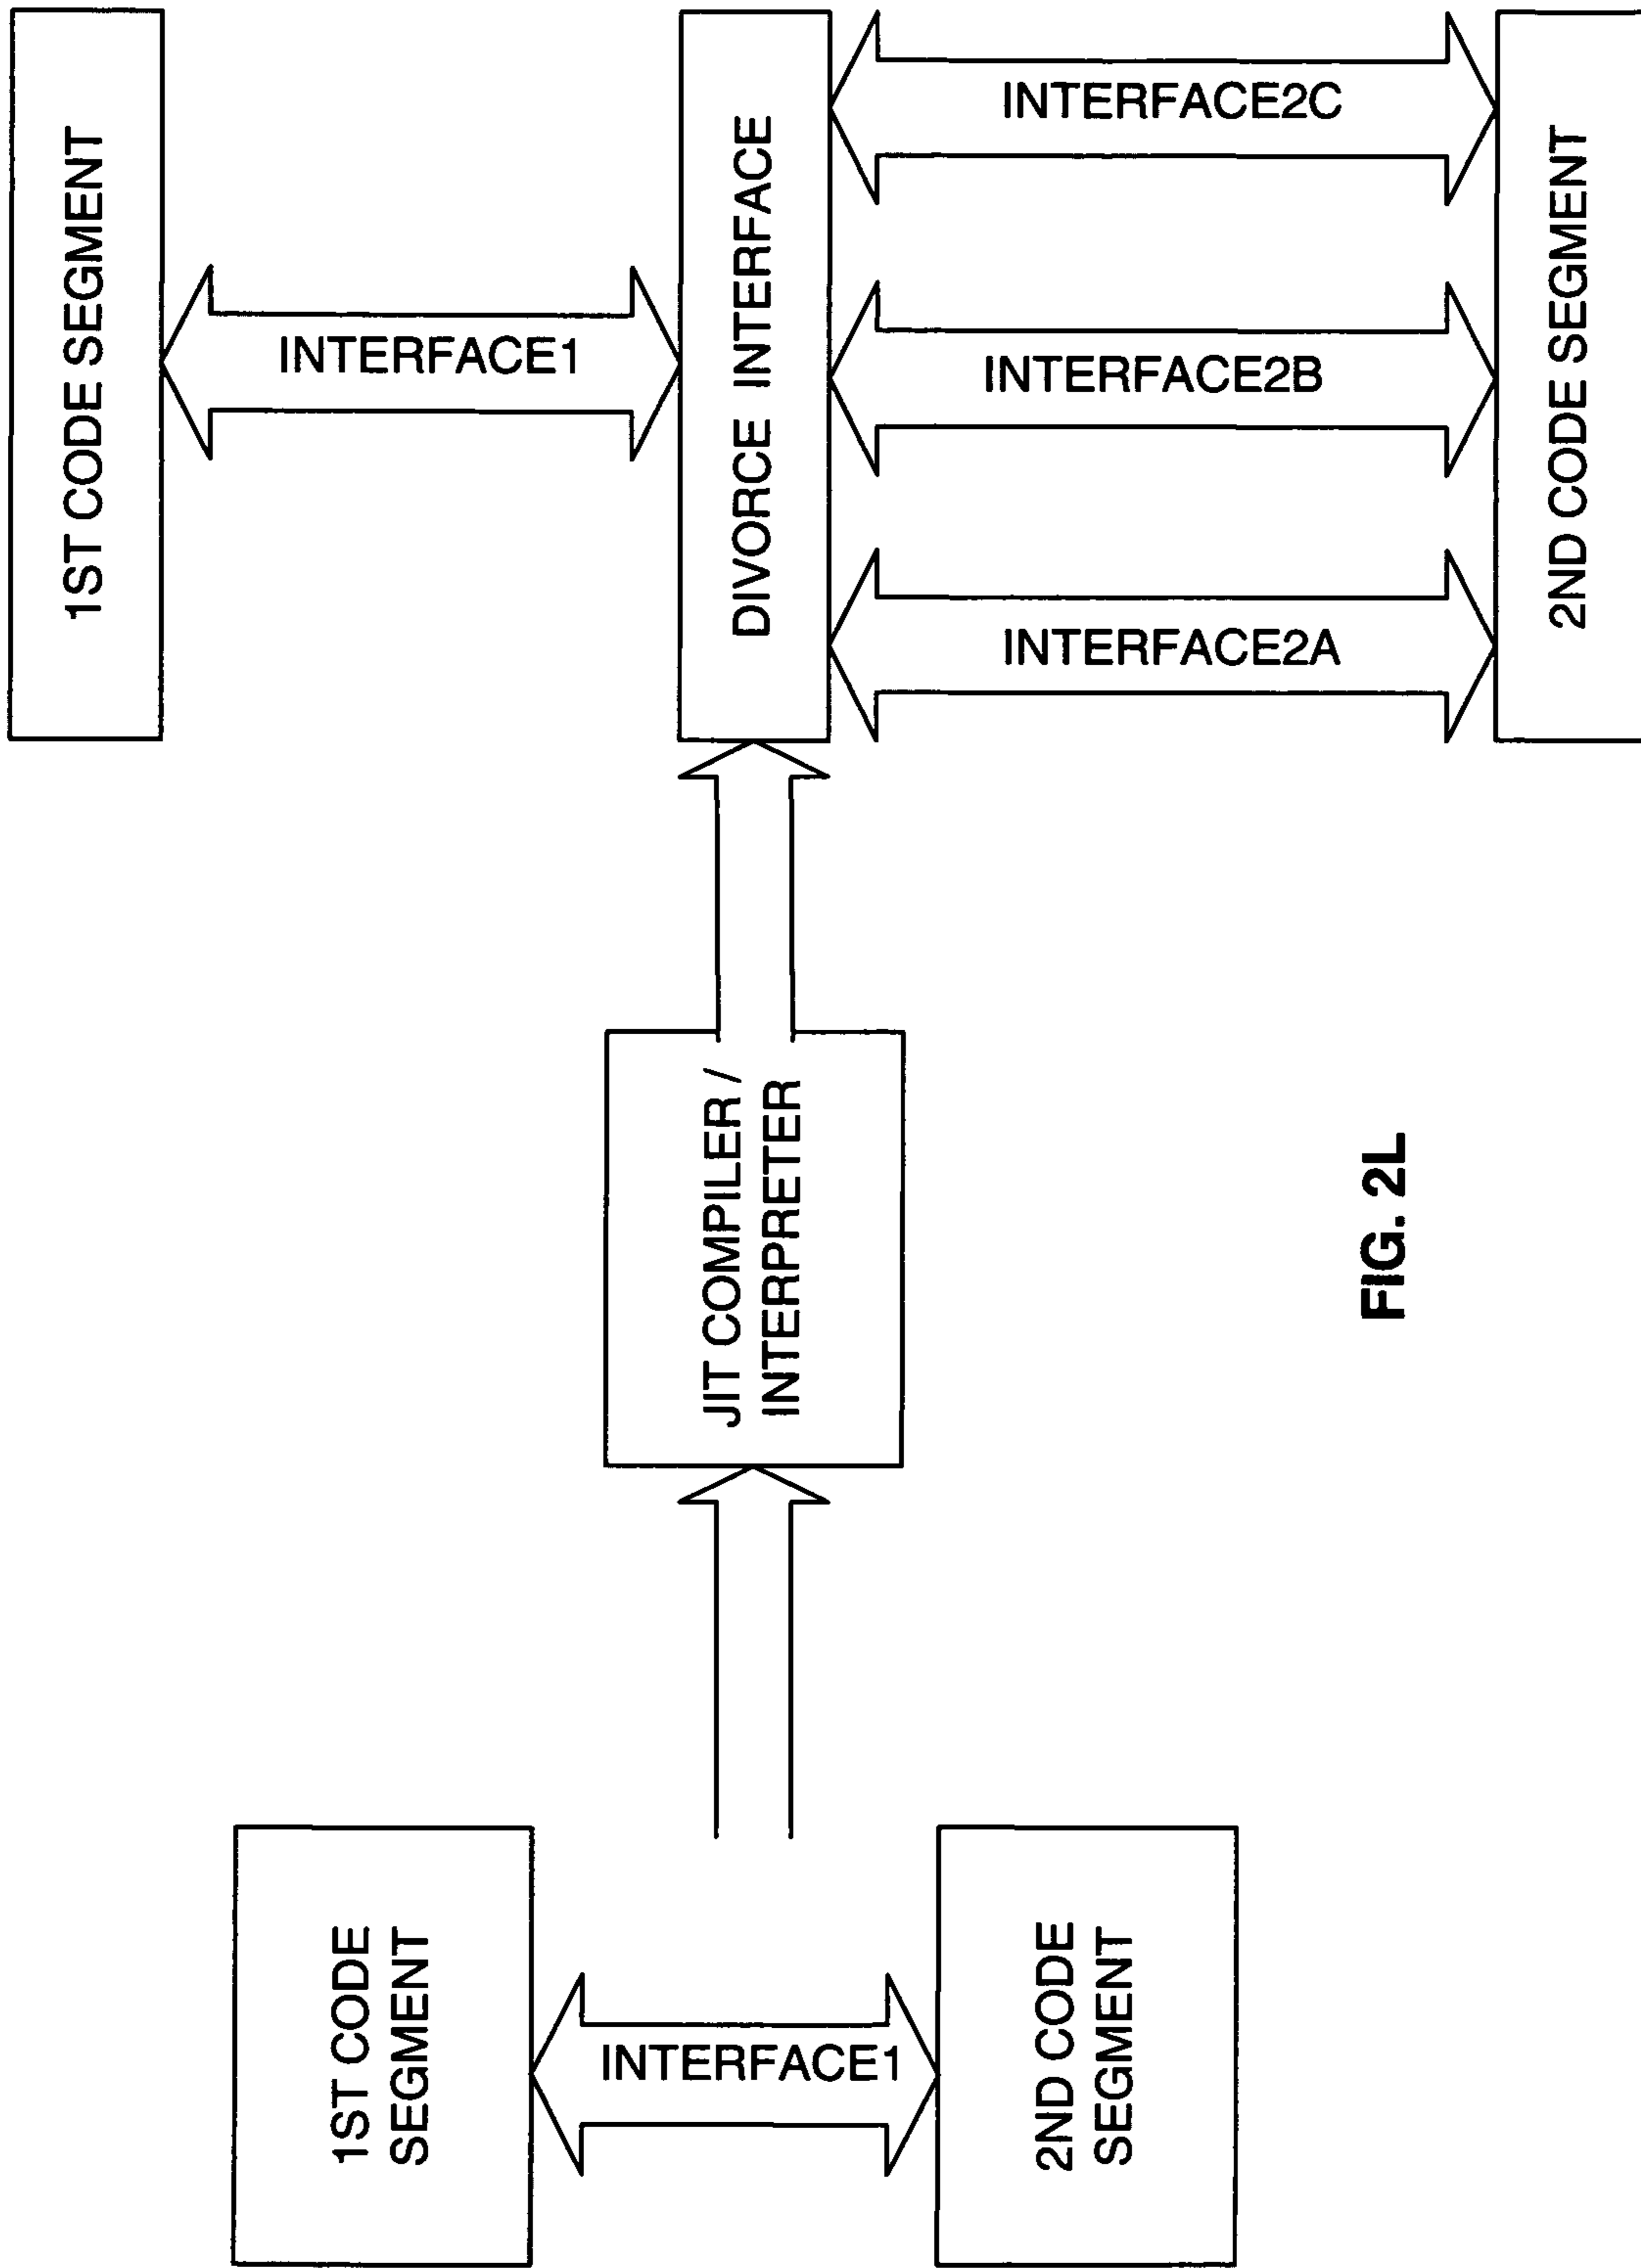 1ST CODE
SEGMENT
INTERFACE1
2ND CODE
SEGMENT
JIT COMPILER /
INTERPRETER
1ST CODE SEGMENT
INTERFACE1
DIVORCE INTERFACE
INTERFACE2A
INTERFACE2B
INTERFACE2C
2ND CODE SEGMENT
FIG. 2L